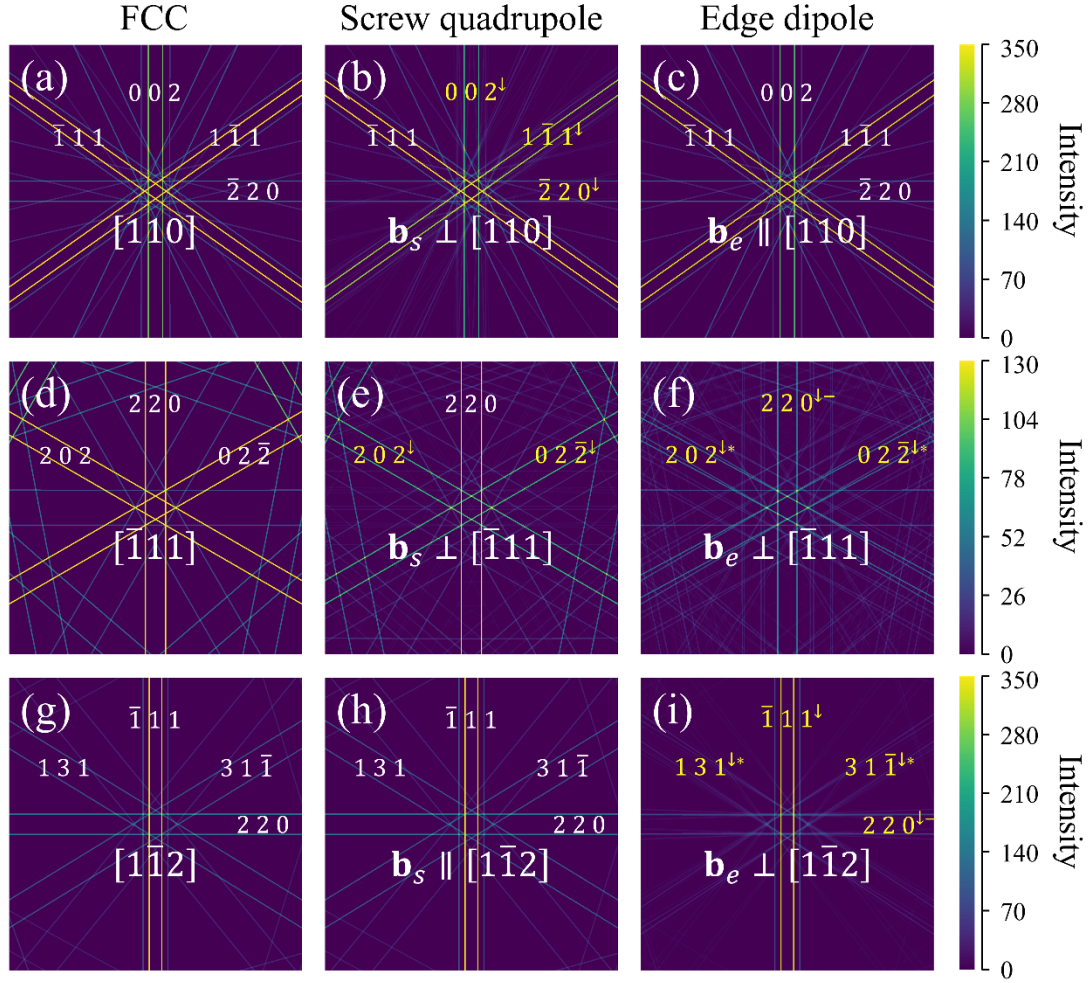 FCC Screw quadrupole Edge dipole
(a) 0 0 2 1̅ 1 1 1 1̅ 1 2̅ 2 0 [110]
(b) 0 0 2↓ 1̅ 1 1 1 1̅ 1↓ 2̅ 2 0↓ 𝐛ₛ ⊥ [110]
(c) 0 0 2 1̅ 1 1 1 1̅ 1 2̅ 2 0 𝐛ₑ ∥ [110]
350
280
210
140
70
0
Intensity
(d) 2 2 0 2 0 2 0 2 2̅ [1̅11]
(e) 2 2 0 2 0 2↓ 0 2 2̅↓ 𝐛ₛ ⊥ [1̅11]
(f) 2 2 0↓− 2 0 2↓* 0 2 2̅↓* 𝐛ₑ ⊥ [1̅11]
130
104
78
52
26
0
Intensity
(g) 1̅ 1 1 1 3 1 3 1 1̅ 2 2 0 [11̅2]
(h) 1̅ 1 1 1 3 1 3 1 1̅ 2 2 0 𝐛ₛ ∥ [11̅2]
(i) 1̅ 1 1↓ 1 3 1↓* 3 1 1̅↓* 2 2 0↓− 𝐛ₑ ⊥ [11̅2]
350
280
210
140
70
0
Intensity